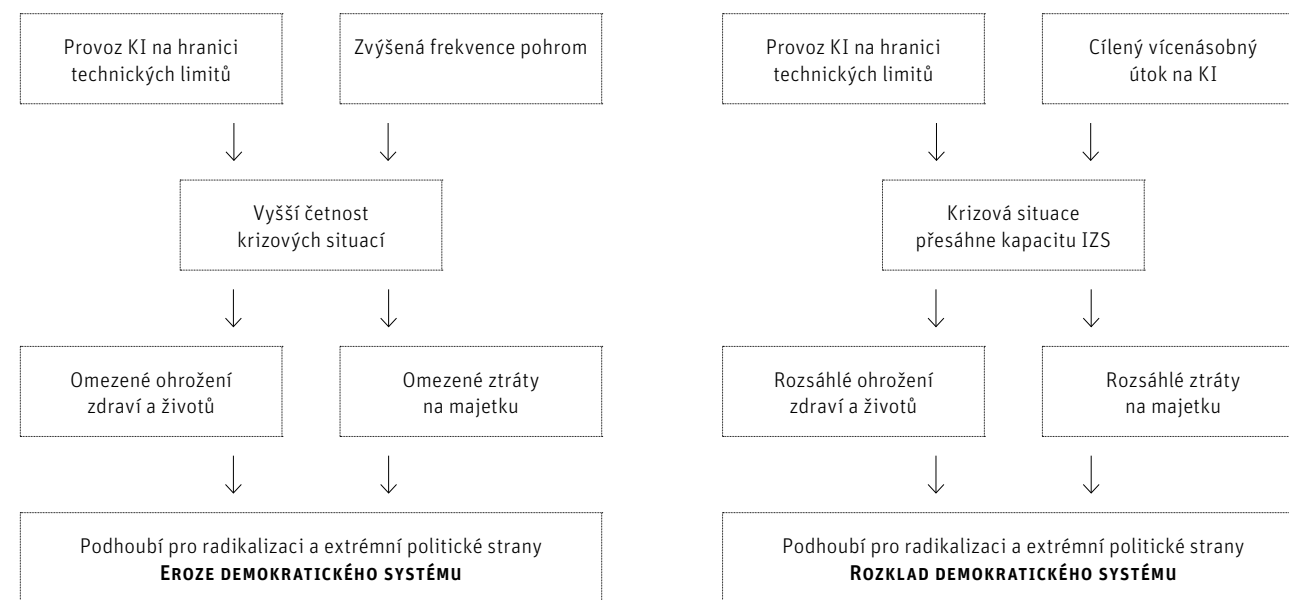 Provoz KI na hranici
technických limitů
Zvýšená frekvence pohrom
Vyšší četnost
krizových situací
Omezené ohrožení
zdraví a životů
Omezené ztráty
na majetku
Podhoubí pro radikalizaci a extrémní politické strany
Eroze demokratického systému
Provoz KI na hranici
technických limitů
Cílený vícenásobný
útok na KI
Krizová situace
přesáhne kapacitu IZS
Rozsáhlé ohrožení
zdraví a životů
Rozsáhlé ztráty
na majetku
Podhoubí pro radikalizaci a extrémní politické strany
Rozklad demokratického systému